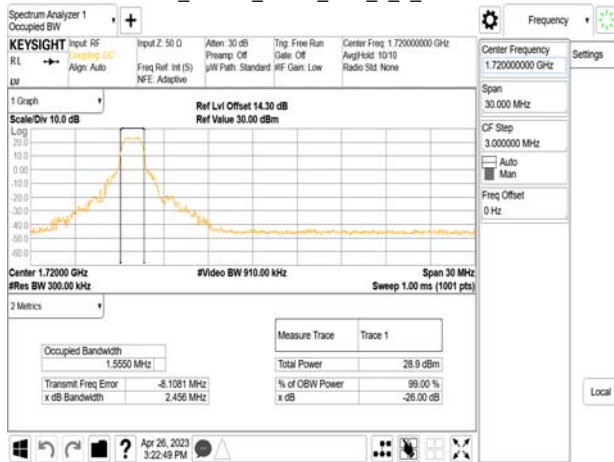 Spectrum Analyzer 1
Occupied BW
Frequency
KEYSIGHT
RL
Input: RF
Coupling: DC
Align: Auto
Input Z: 50 Ω
Freq Ref: Int (S)
NFE: Adaptive
Atten: 30 dB
Preamp: Off
µW Path: Standard
Trig: Free Run
Gate: Off
#IF Gain: Low
Center Freq: 1.720000000 GHz
Avg|Hold: 10/10
Radio Std: None
Center Frequency
1.720000000 GHz
Settings
Span
30.000 MHz
CF Step
3.000000 MHz
Auto
Man
Freq Offset
0 Hz
Local
1 Graph
Scale/Div 10.0 dB
Ref Lvl Offset 14.30 dB
Ref Value 30.00 dBm
Log
20.0
10.0
0.00
-10.0
-20.0
-30.0
-40.0
-50.0
-60.0
Center 1.72000 GHz
#Video BW 910.00 kHz
Span 30 MHz
#Res BW 300.00 kHz
Sweep 1.00 ms (1001 pts)
2 Metrics
Occupied Bandwidth
1.5550 MHz
Transmit Freq Error -8.1081 MHz
x dB Bandwidth 2.456 MHz
Measure Trace Trace 1
Total Power 28.9 dBm
% of OBW Power 99.00 %
x dB -26.00 dB
Apr 26, 2023
3:22:49 PM